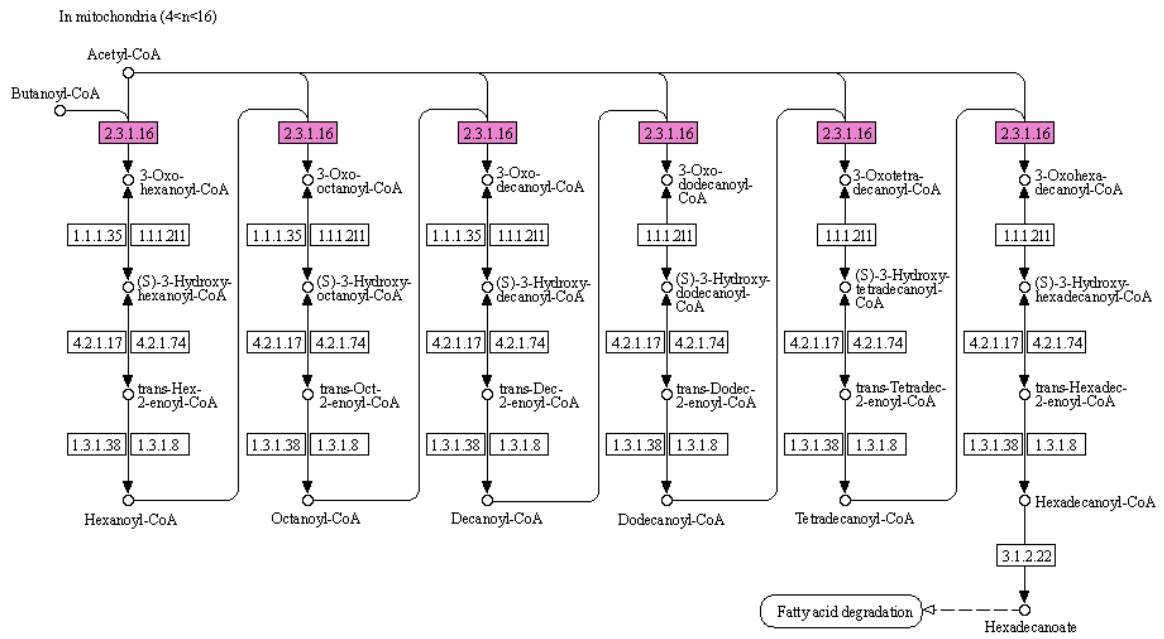 In mitochondria (4<n<16)
Acetyl-CoA
Butanoyl-CoA
2.3.1.16 2.3.1.16 2.3.1.16 2.3.1.16 2.3.1.16 2.3.1.16
3-Oxo-
hexanoyl-CoA
3-Oxo-
octanoyl-CoA
3-Oxo-
decanoyl-CoA
3-Oxo-
dodecanoyl-
CoA
3-Oxotetra-
decanoyl-CoA
3-Oxohexa-
decanoyl-CoA
1.1.1.35 1.1.1.211 1.1.1.35 1.1.1.211 1.1.1.35 1.1.1.211 1.1.1.211 1.1.1.211 1.1.1.211
(S)-3-Hydroxy-
hexanoyl-CoA
(S)-3-Hydroxy-
octanoyl-CoA
(S)-3-Hydroxy-
decanoyl-CoA
(S)-3-Hydroxy-
dodecanoyl-
CoA
(S)-3-Hydroxy-
tetradecanoyl-
CoA
(S)-3-Hydroxy-
hexadecanoyl-CoA
4.2.1.17 4.2.1.74 4.2.1.17 4.2.1.74 4.2.1.17 4.2.1.74 4.2.1.17 4.2.1.74 4.2.1.17 4.2.1.74 4.2.1.17 4.2.1.74
trans-Hex-
2-enoyl-CoA
trans-Oct-
2-enoyl-CoA
trans-Dec-
2-enoyl-CoA
trans-Dodec-
2-enoyl-CoA
trans-Tetradec-
2-enoyl-CoA
trans-Hexadec-
2-enoyl-CoA
1.3.1.38 1.3.1.8 1.3.1.38 1.3.1.8 1.3.1.38 1.3.1.8 1.3.1.38 1.3.1.8 1.3.1.38 1.3.1.8 1.3.1.38 1.3.1.8
Hexanoyl-CoA
Octanoyl-CoA
Decanoyl-CoA
Dodecanoyl-CoA
Tetradecanoyl-CoA
Hexadecanoyl-CoA
3.1.2.22
Fatty acid degradation
Hexadecanoate